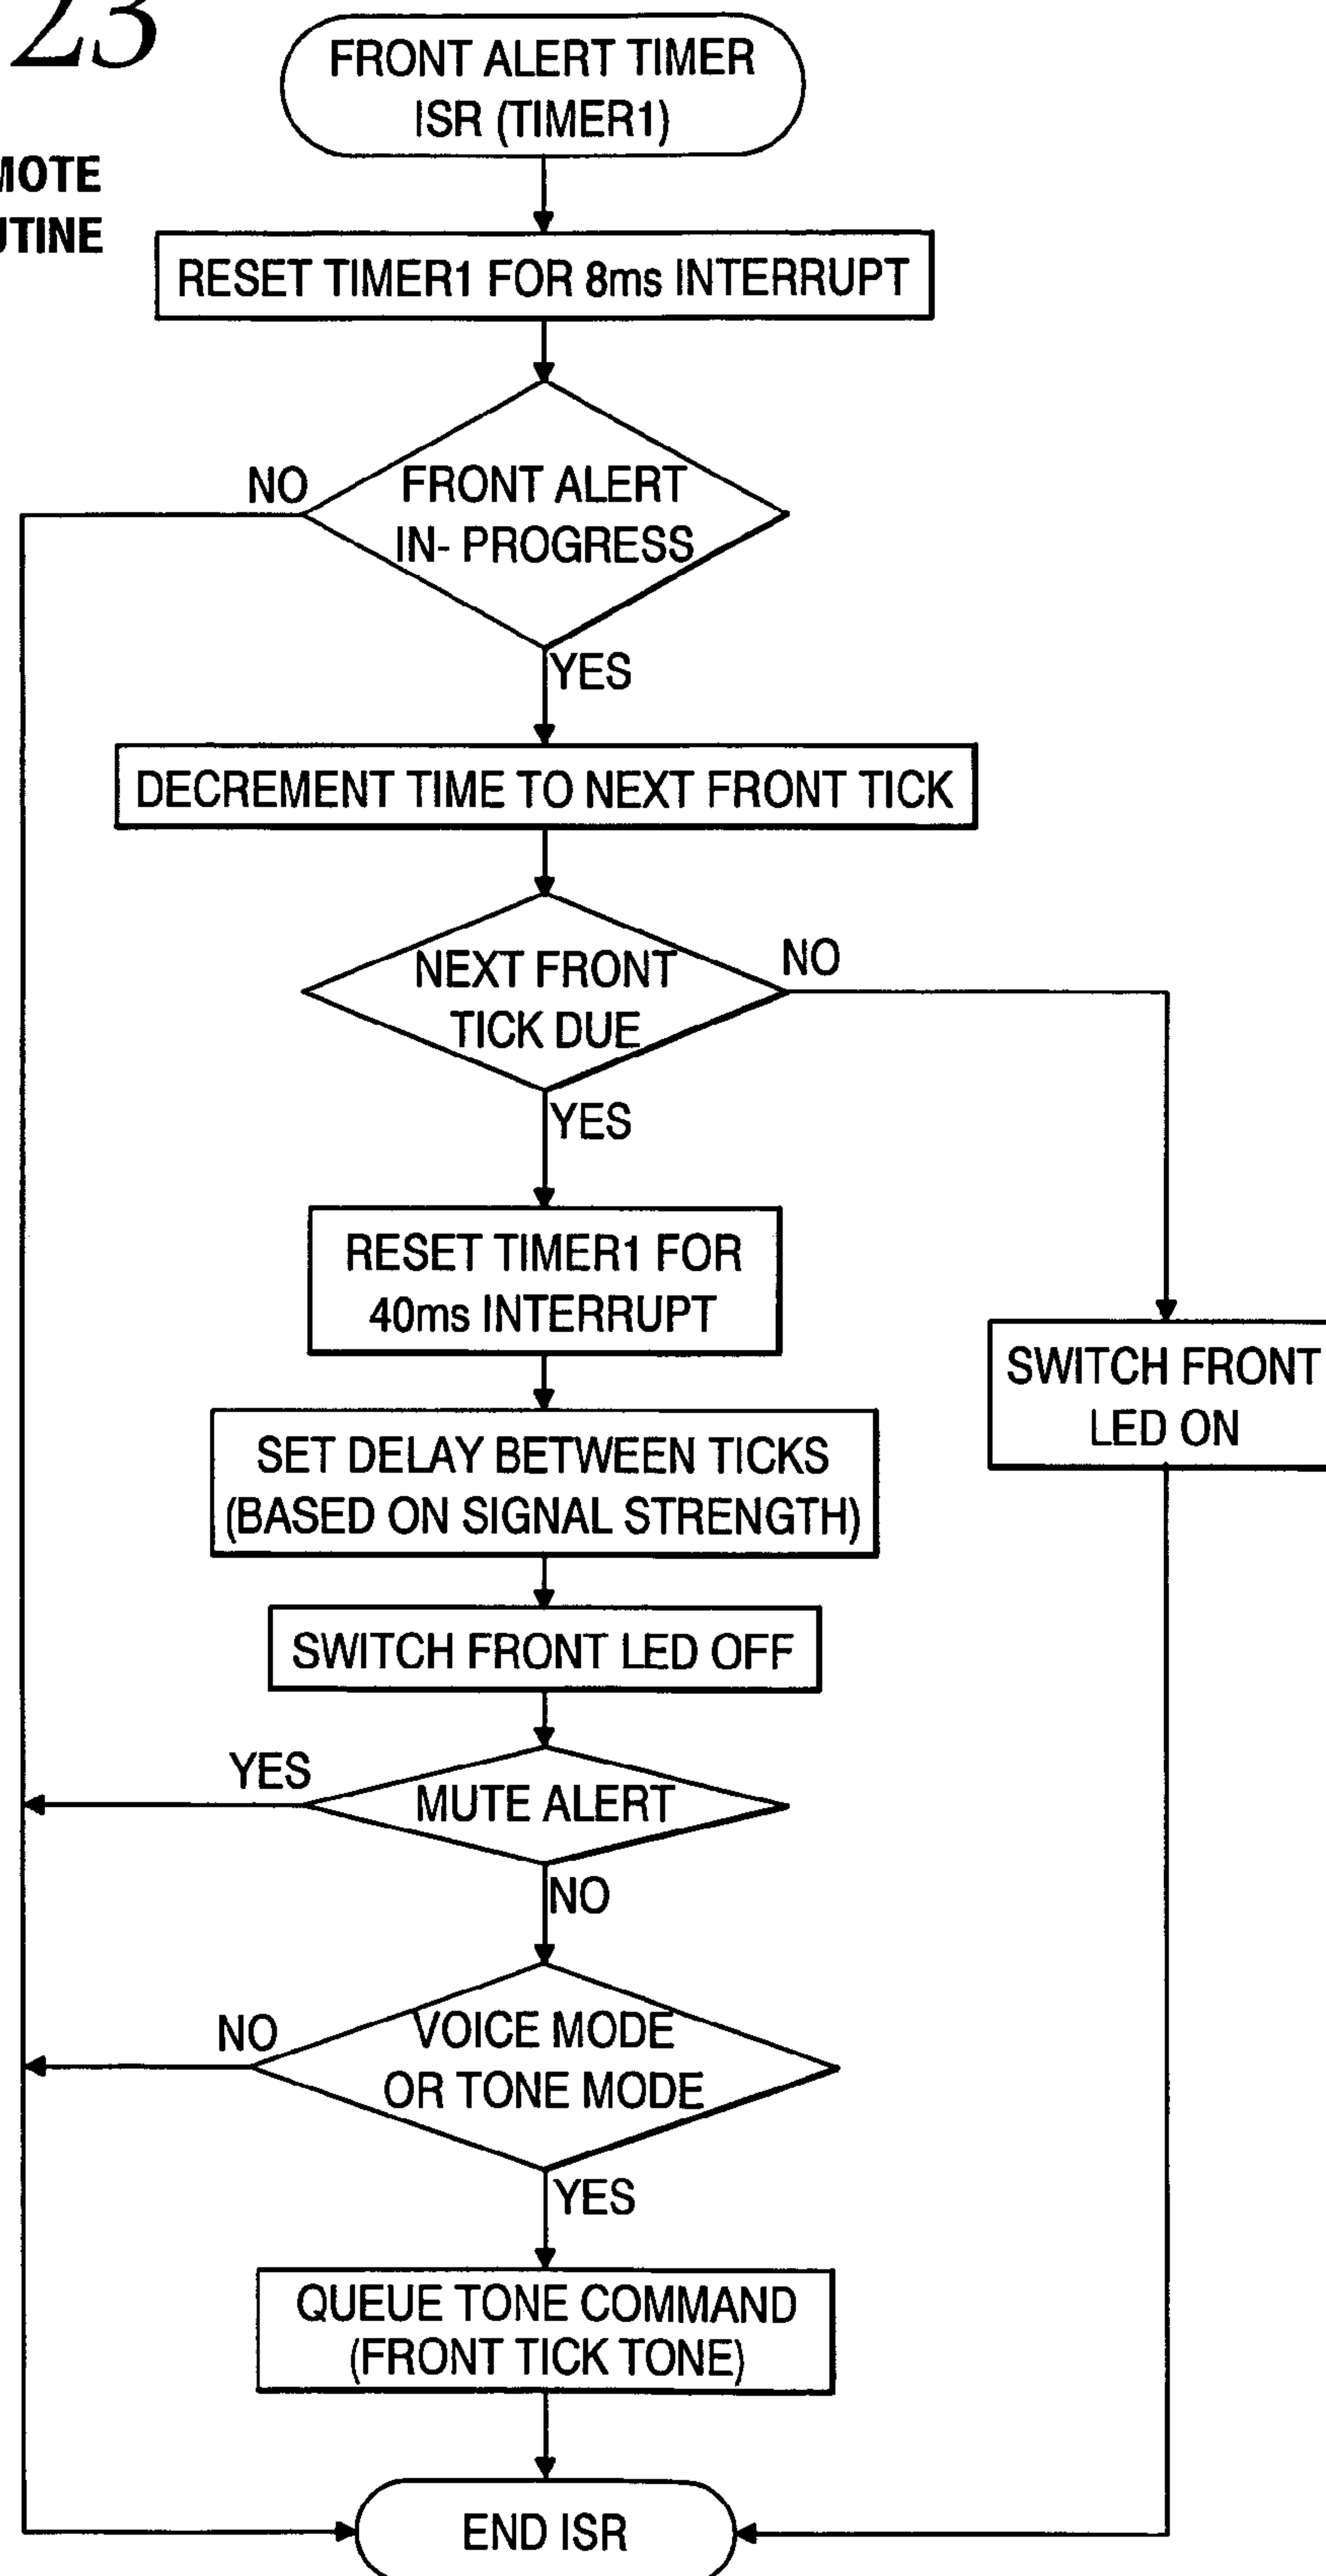 23
FRONT ALERT TIMER
ISR (TIMER1)
RESET TIMER1 FOR 8ms INTERRUPT
NO
FRONT ALERT
IN- PROGRESS
YES
DECREMENT TIME TO NEXT FRONT TICK
NEXT FRONT
TICK DUE
NO
YES
RESET TIMER1 FOR
40ms INTERRUPT
SWITCH FRONT
LED ON
SET DELAY BETWEEN TICKS
(BASED ON SIGNAL STRENGTH)
SWITCH FRONT LED OFF
YES
MUTE ALERT
NO
NO
VOICE MODE
OR TONE MODE
YES
QUEUE TONE COMMAND
(FRONT TICK TONE)
END ISR